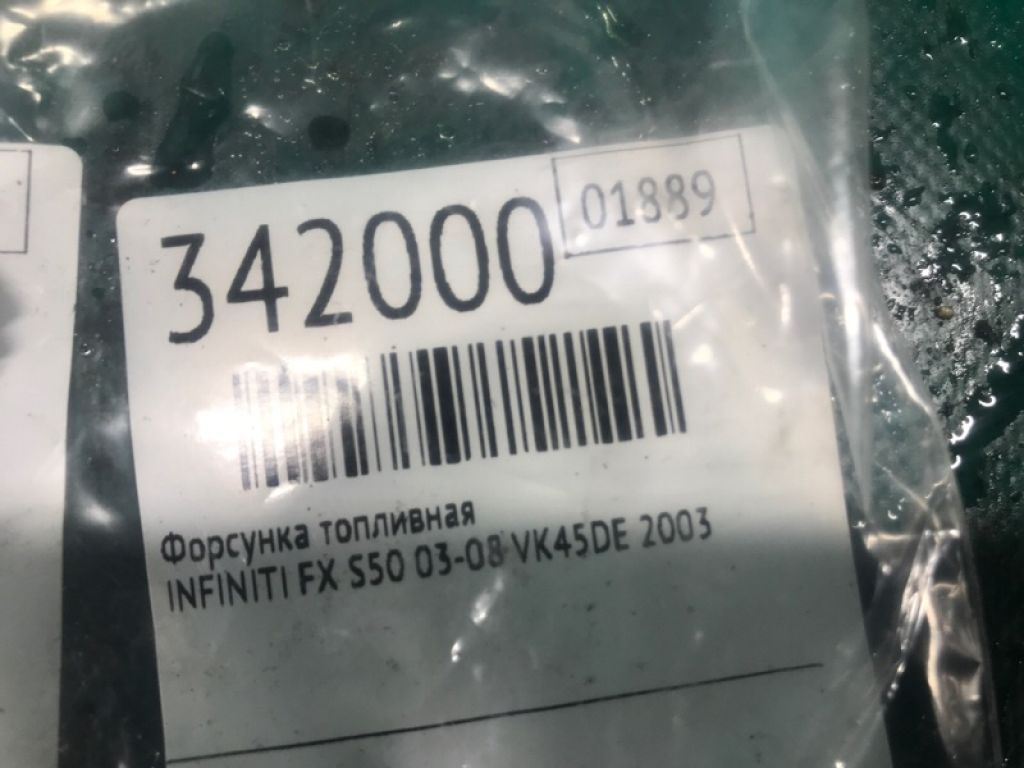 342000
01889
Форсунка топливная
INFINITI FX S50 03-08 VK45DE 2003